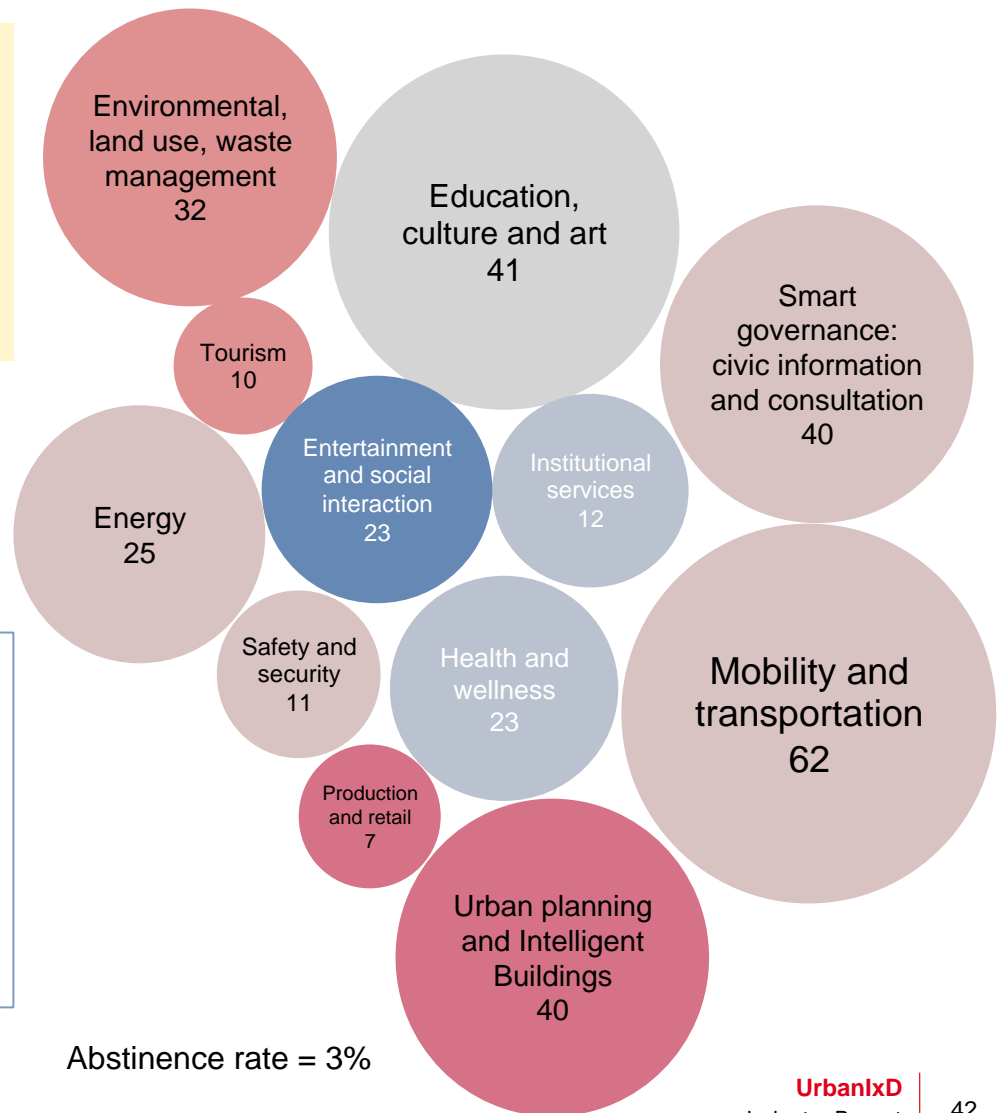 Environmental,
land use, waste
management
32
Education,
culture and art
41
Smart
governance:
civic information
and consultation
40
Tourism
10
Entertainment
and social
interaction
23
Institutional
services
12
Energy
25
Safety and
security
11
Health and
wellness
23
Mobility and
transportation
62
Production
and retail
7
Urban planning
and Intelligent
Buildings
40
Abstinence rate = 3%
UrbanIxD
42